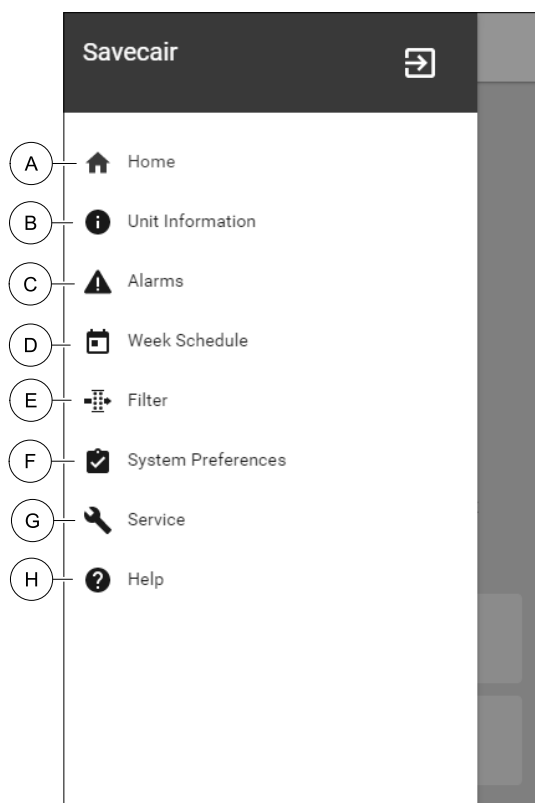 Savecair
A Home
B Unit Information
C Alarms
D Week Schedule
E Filter
F System Preferences
G Service
H Help